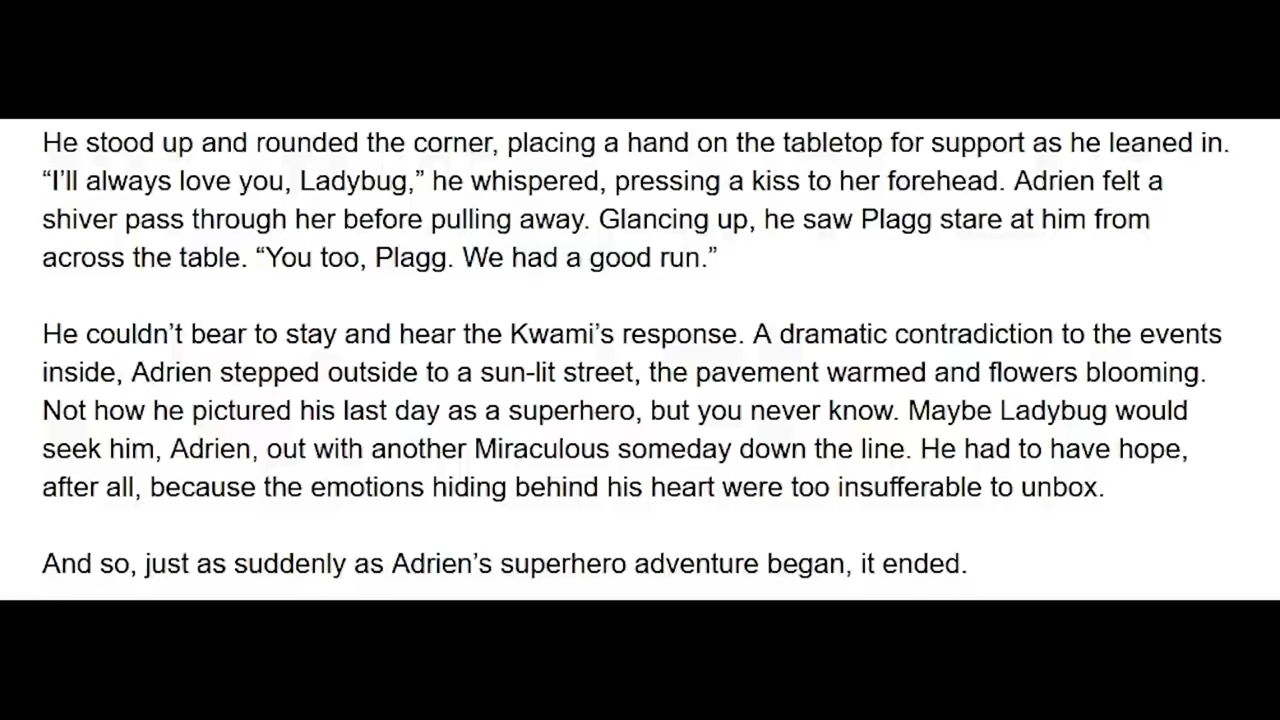 He stood up and rounded the corner, placing a hand on the tabletop for support as he leaned in.
“I’ll always love you, Ladybug,” he whispered, pressing a kiss to her forehead. Adrien felt a
shiver pass through her before pulling away. Glancing up, he saw Plagg stare at him from
across the table. “You too, Plagg. We had a good run.”
He couldn’t bear to stay and hear the Kwami’s response. A dramatic contradiction to the events
inside, Adrien stepped outside to a sun-lit street, the pavement warmed and flowers blooming.
Not how he pictured his last day as a superhero, but you never know. Maybe Ladybug would
seek him, Adrien, out with another Miraculous someday down the line. He had to have hope,
after all, because the emotions hiding behind his heart were too insufferable to unbox.
And so, just as suddenly as Adrien’s superhero adventure began, it ended.